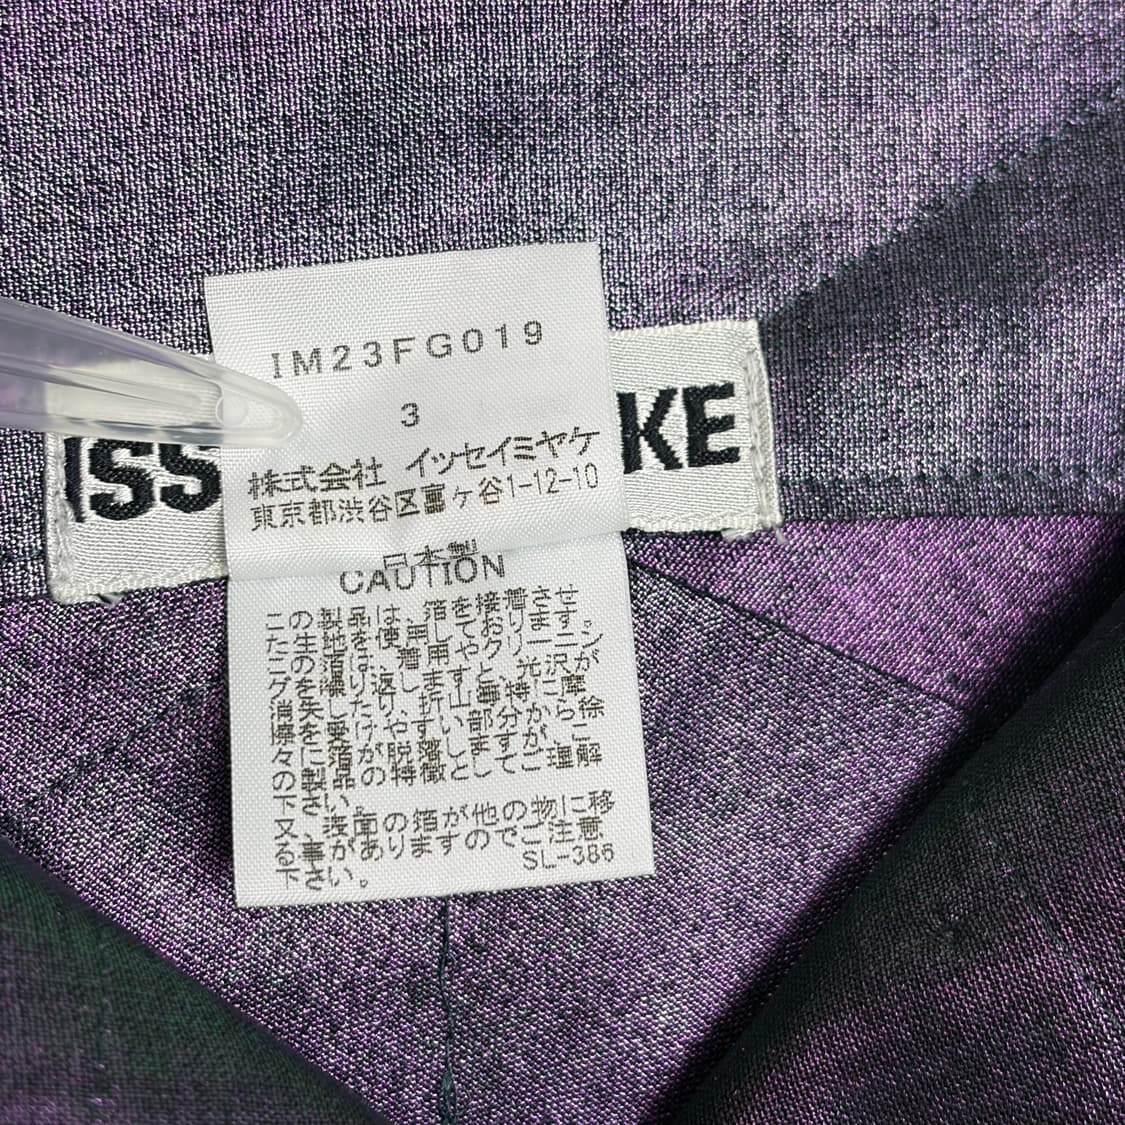 IM23FG019
3
株式会社 イッセイミヤケ
東京都渋谷区富ヶ谷1-12-10
ISS
KE
日本製
CAUTION
この製品は、箔を接着させ
た生地を使用しております。
この箔は、着用やクリーニン
グを繰り返しますと、光沢が
消失したり、折山等特に摩
擦を受けやすい部分から徐
々に箔が脱落しますが、こ
の製品の特徴としてご理解
下さい。
又、表面の箔が他の物に移
る事がありますのでご注意
下さい。
SL-386